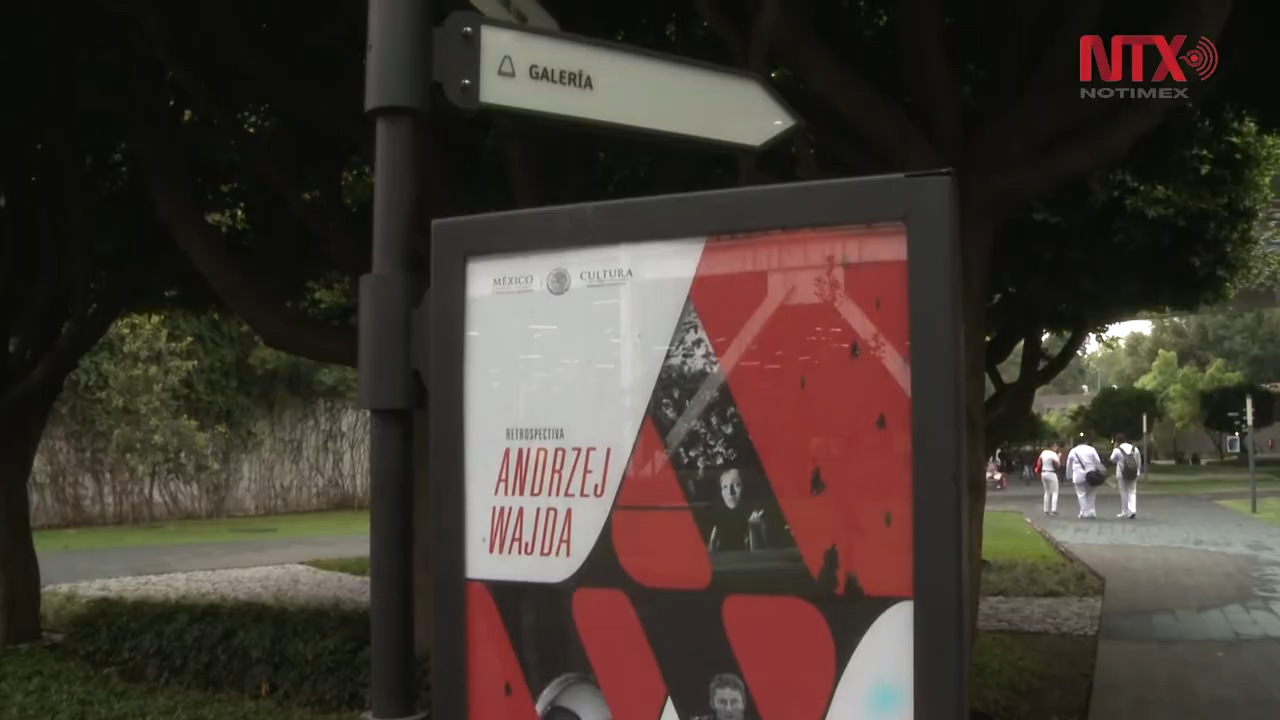 GALERÍA
NTX
NOTIMEX
MÉXICO
CULTURA
RETROSPECTIVA
ANDRZEJ
WAJDA